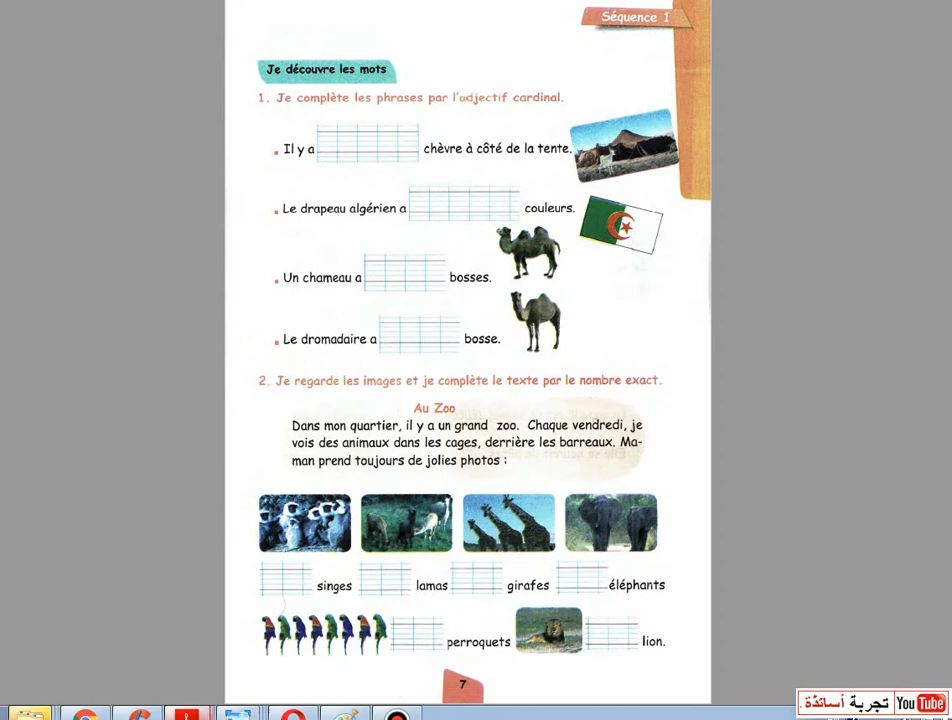 Séquence 1
Je découvre les mots
1. Je complète les phrases par l'adjectif cardinal.
Il y a chèvre à côté de la tente.
Le drapeau algérien a couleurs.
Un chameau a bosses.
Le dromadaire a bosse.
2. Je regarde les images et je complète le texte par le nombre exact.
Au Zoo
Dans mon quartier, il y a un grand zoo. Chaque vendredi, je
vois des animaux dans les cages, derrière les barreaux. Ma-
man prend toujours de jolies photos :
singes lamas girafes éléphants
perroquets lion.
7
تجربة أساتذة. YouTube